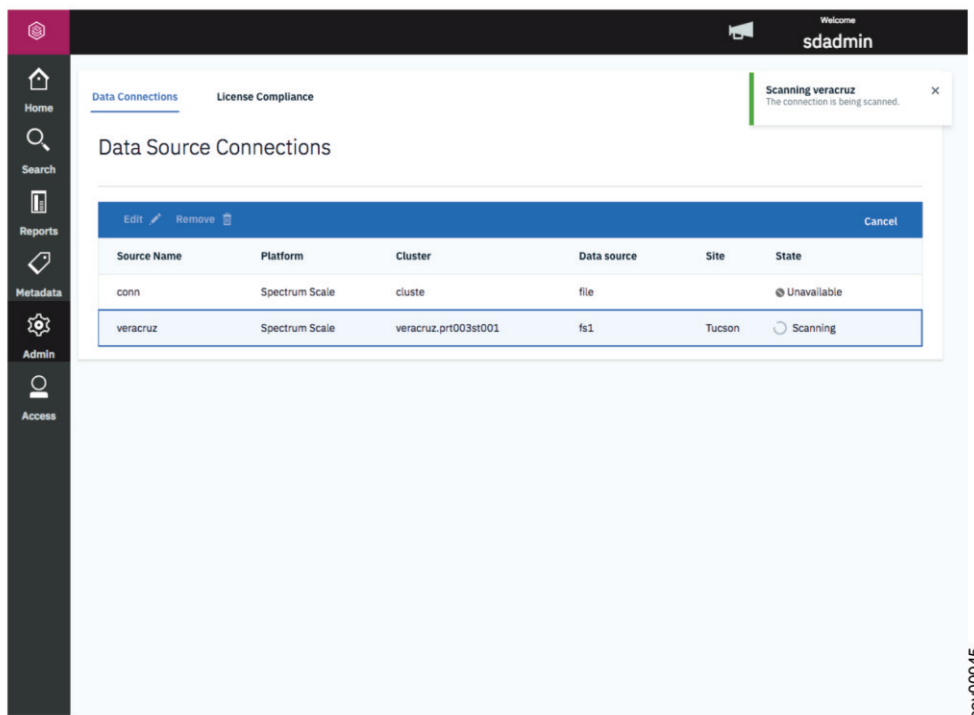 Welcome
sdadmin
Home
Search
Reports
Metadata
Admin
Access
Data Connections License Compliance
Scanning veracruz
The connection is being scanned.
Data Source Connections
Edit Remove Cancel
Source Name Platform Cluster Data source Site State
conn Spectrum Scale cluste file Unavailable
veracruz Spectrum Scale veracruz.prt003st001 fs1 Tucson Scanning